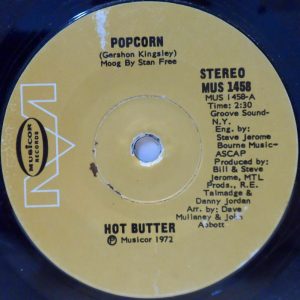 POPCORN
(Gershon Kingsley)
Moog By Stan Free
STEREO
MUS 1458
MUS 1458-A
Time: 2:30
Groove Sound-
N.Y.
Eng. by:
Steve Jerome
Bourne Music-
ASCAP
Produced by:
Bill & Steve
Jerome, MTL
Prods., R.E.
Talmadge &
Danny Jordan
Arr. by: Dave
Mullaney & John
Abbott
MUSICOR
RECORDS
HOT BUTTER
Ⓟ Musicor 1972